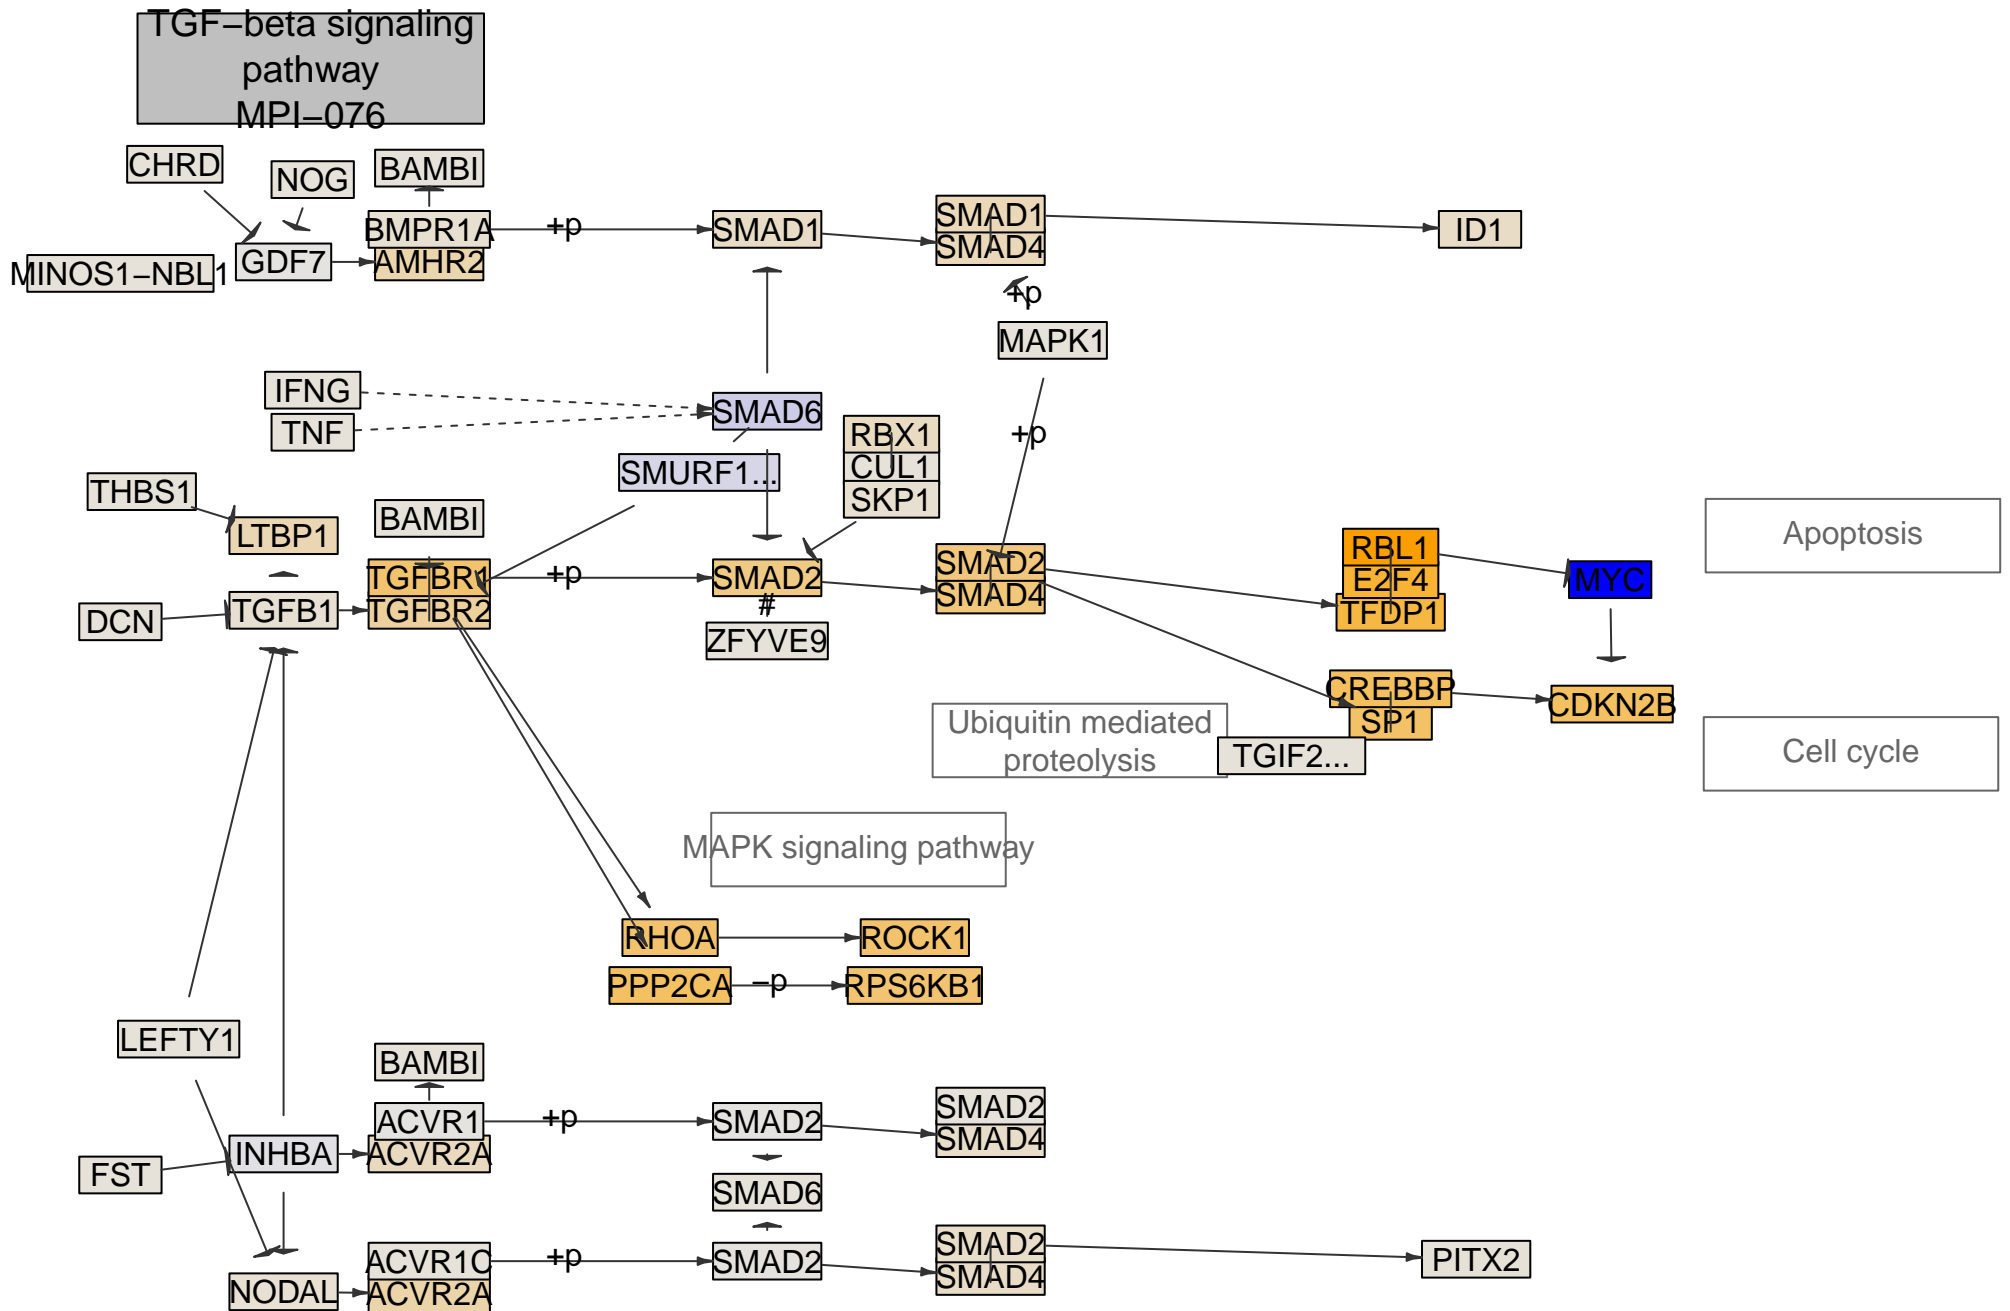 TGF−beta signaling
pathway
MPI−076
CHRD
NOG
BAMBI
BMPR1A
+p
SMAD1
SMAD1
ID1
MINOS1−NBL1
GDF7
AMHR2
SMAD4
+p
MAPK1
IFNG
SMAD6
TNF
RBX1
+p
SMURF1...
CUL1
THBS1
SKP1
LTBP1
BAMBI
Apoptosis
TGFBR1
+p
SMAD2
SMAD2
RBL1
MYC
E2F4
DCN
TGFB1
TGFBR2
#
SMAD4
TFDP1
ZFYVE9
CREBBP
CDKN2B
Ubiquitin mediated
proteolysis
SP1
TGIF2...
Cell cycle
MAPK signaling pathway
RHOA
ROCK1
PPP2CA
−p
RPS6KB1
LEFTY1
BAMBI
ACVR1
+p
SMAD2
SMAD2
INHBA
ACVR2A
SMAD4
FST
SMAD6
ACVR1C
+p
SMAD2
SMAD2
PITX2
NODAL
ACVR2A
SMAD4